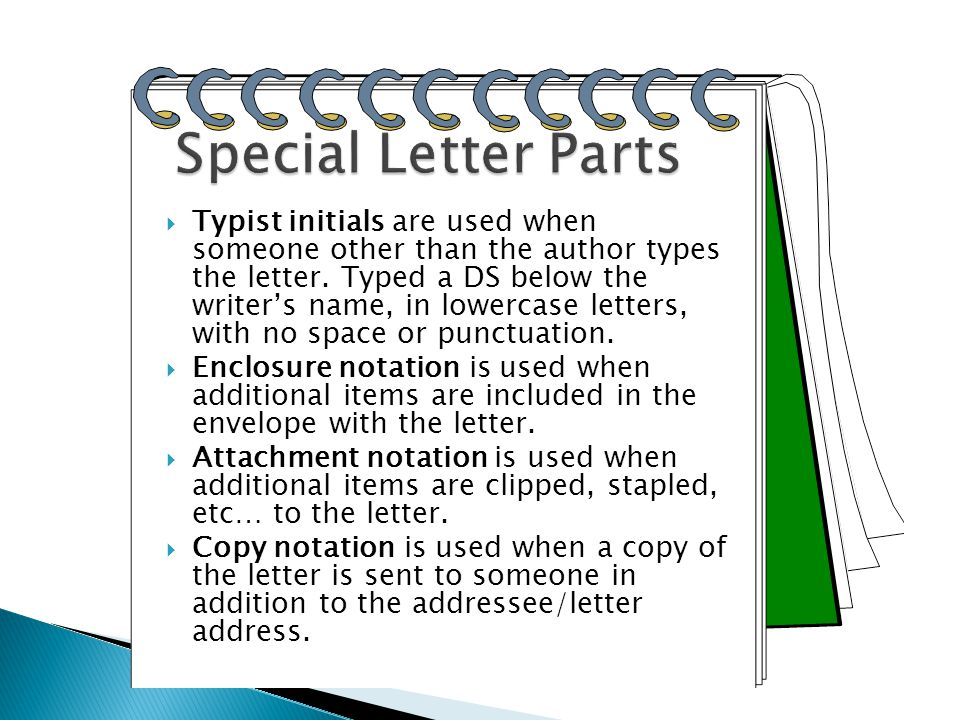 Special Letter Parts
Typist initials are used when
someone other than the author types
the letter. Typed a DS below the
writer’s name, in lowercase letters,
with no space or punctuation.
Enclosure notation is used when
additional items are included in the
envelope with the letter.
Attachment notation is used when
additional items are clipped, stapled,
etc… to the letter.
Copy notation is used when a copy of
the letter is sent to someone in
addition to the addressee/letter
address.